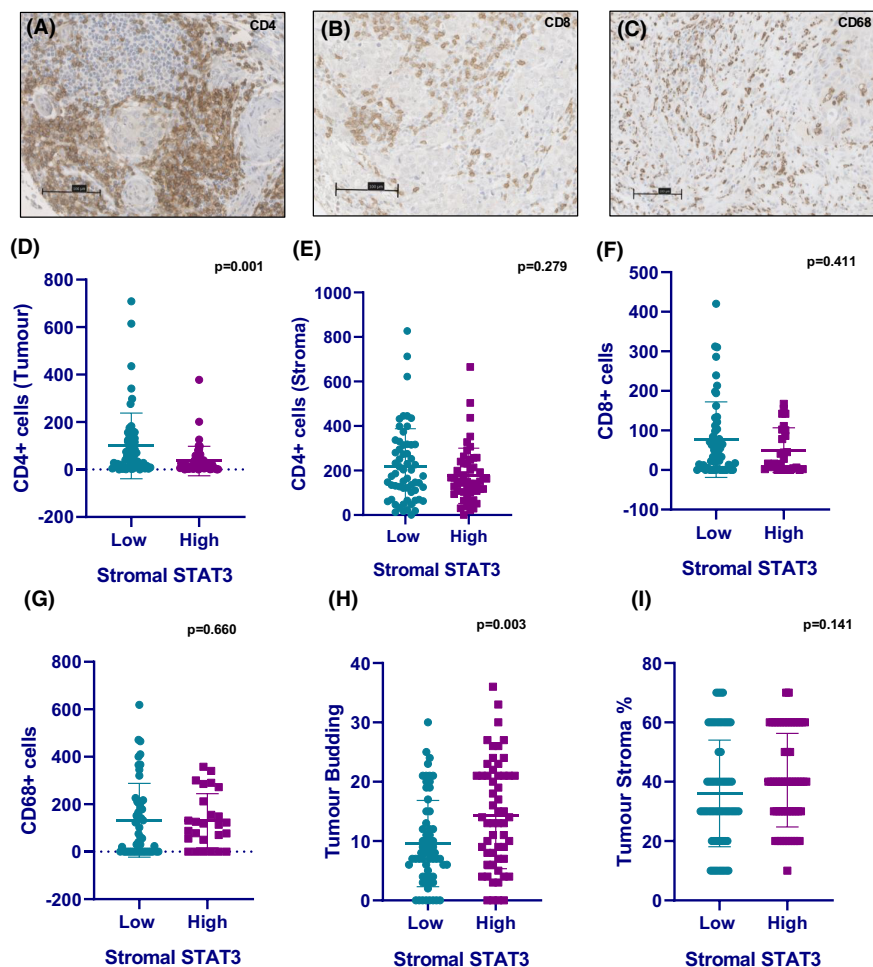 (A)
CD4
(B)
CD8
(C)
CD68
100 µm
(D)
p=0.001
CD4+ cells (Tumour)
800
600
400
200
0
-200
Low
High
Stromal STAT3
(E)
p=0.279
CD4+ cells (Stroma)
1000
800
600
400
200
0
Low
High
Stromal STAT3
(F)
p=0.411
CD8+ cells
500
400
300
200
100
0
-100
Low
High
Stromal STAT3
(G)
p=0.660
CD68+ cells
800
600
400
200
0
-200
Low
High
Stromal STAT3
(H)
p=0.003
Tumour Budding
40
30
20
10
0
Low
High
Stromal STAT3
(I)
p=0.141
Tumour Stroma %
80
60
40
20
0
Low
High
Stromal STAT3